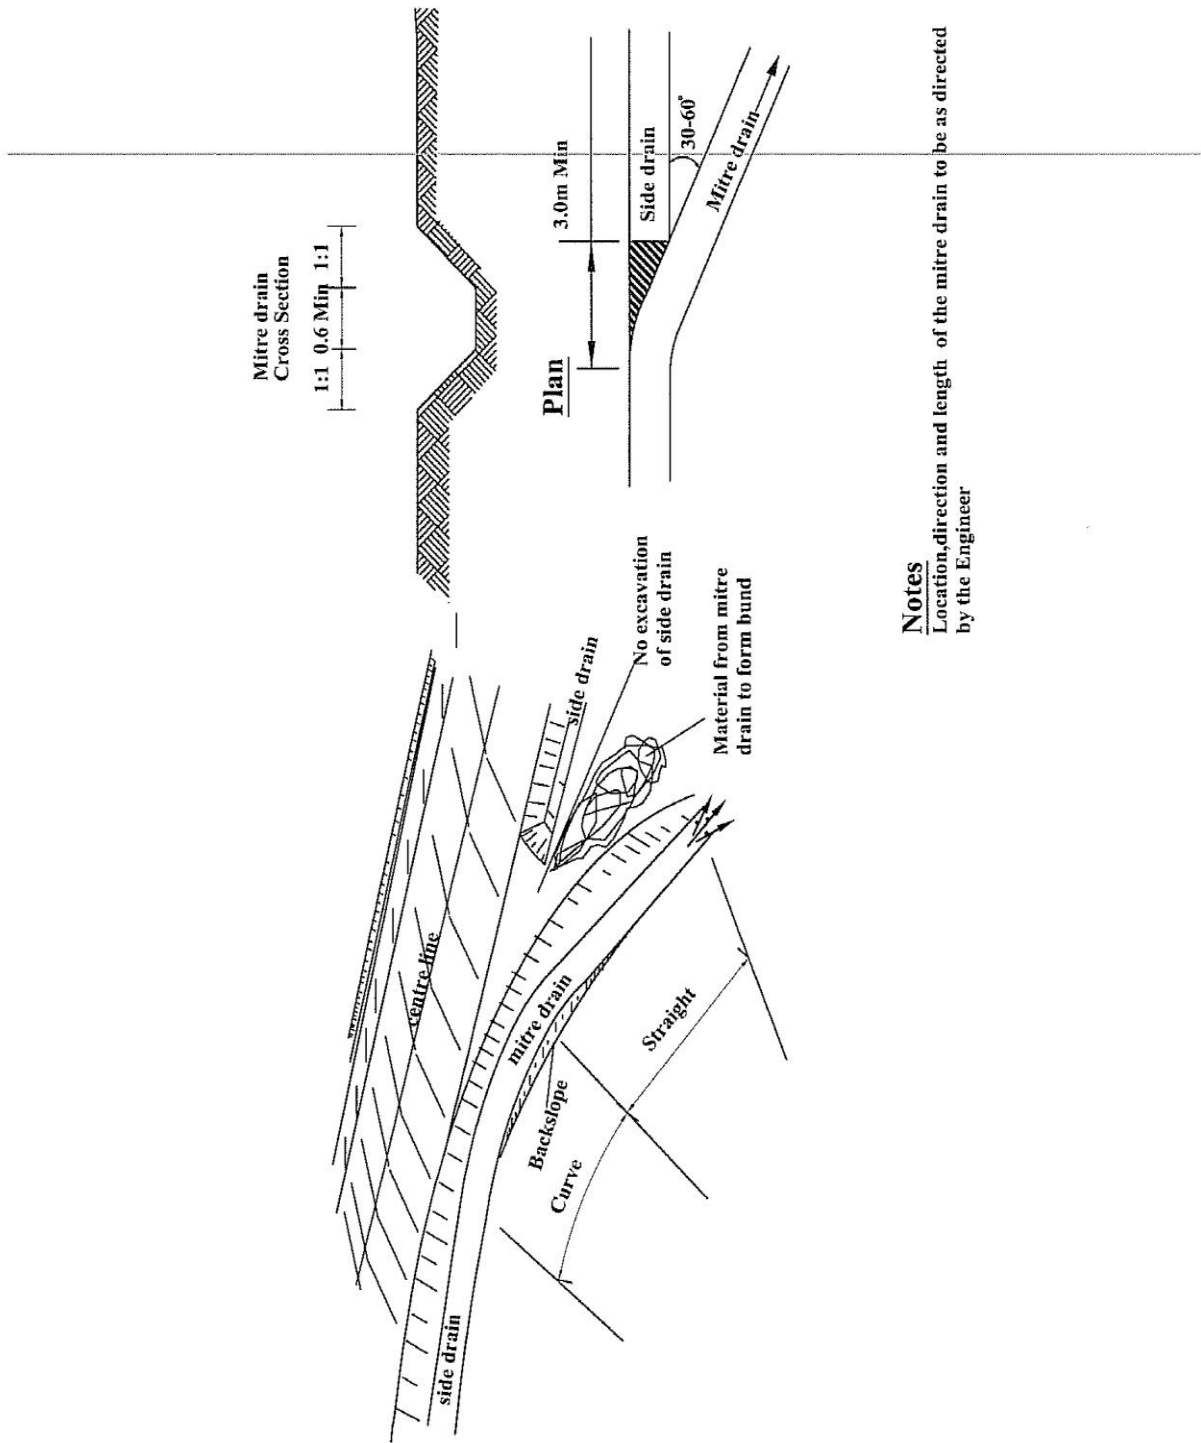 Mitre drain
Cross Section
1:1 0.6 Min 1:1
Plan
3.0m Min
Side drain
30-60°
Mitre drain
centre line
side drain
No excavation
of side drain
Material from mitre
drain to form bund
mitre drain
Backslope
Curve
Straight
side drain
Notes
Location,direction and length of the mitre drain to be as directed
by the Engineer